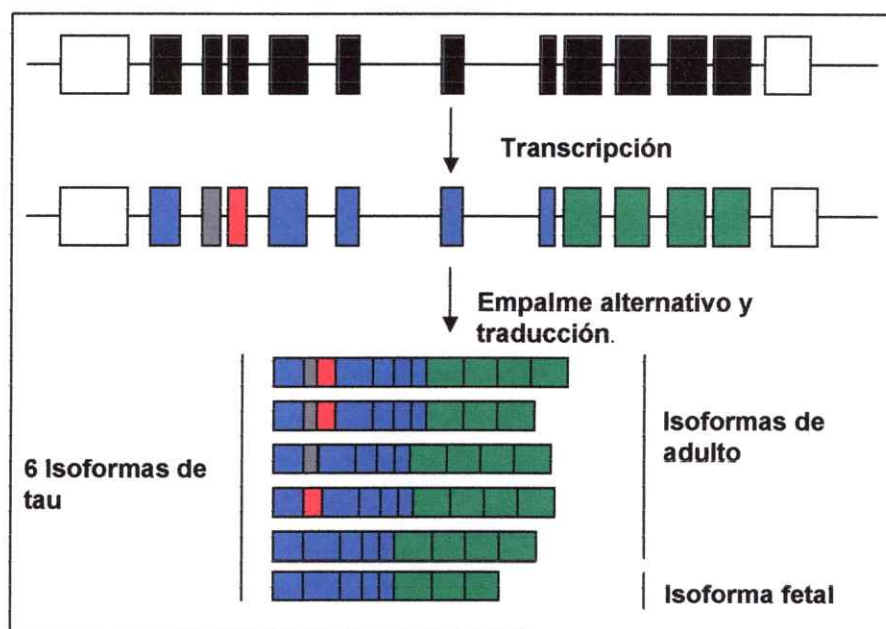 Transcripción
Empalme alternativo y
traducción.
6 Isoformas de
tau
Isoformas de
adulto
Isoforma fetal